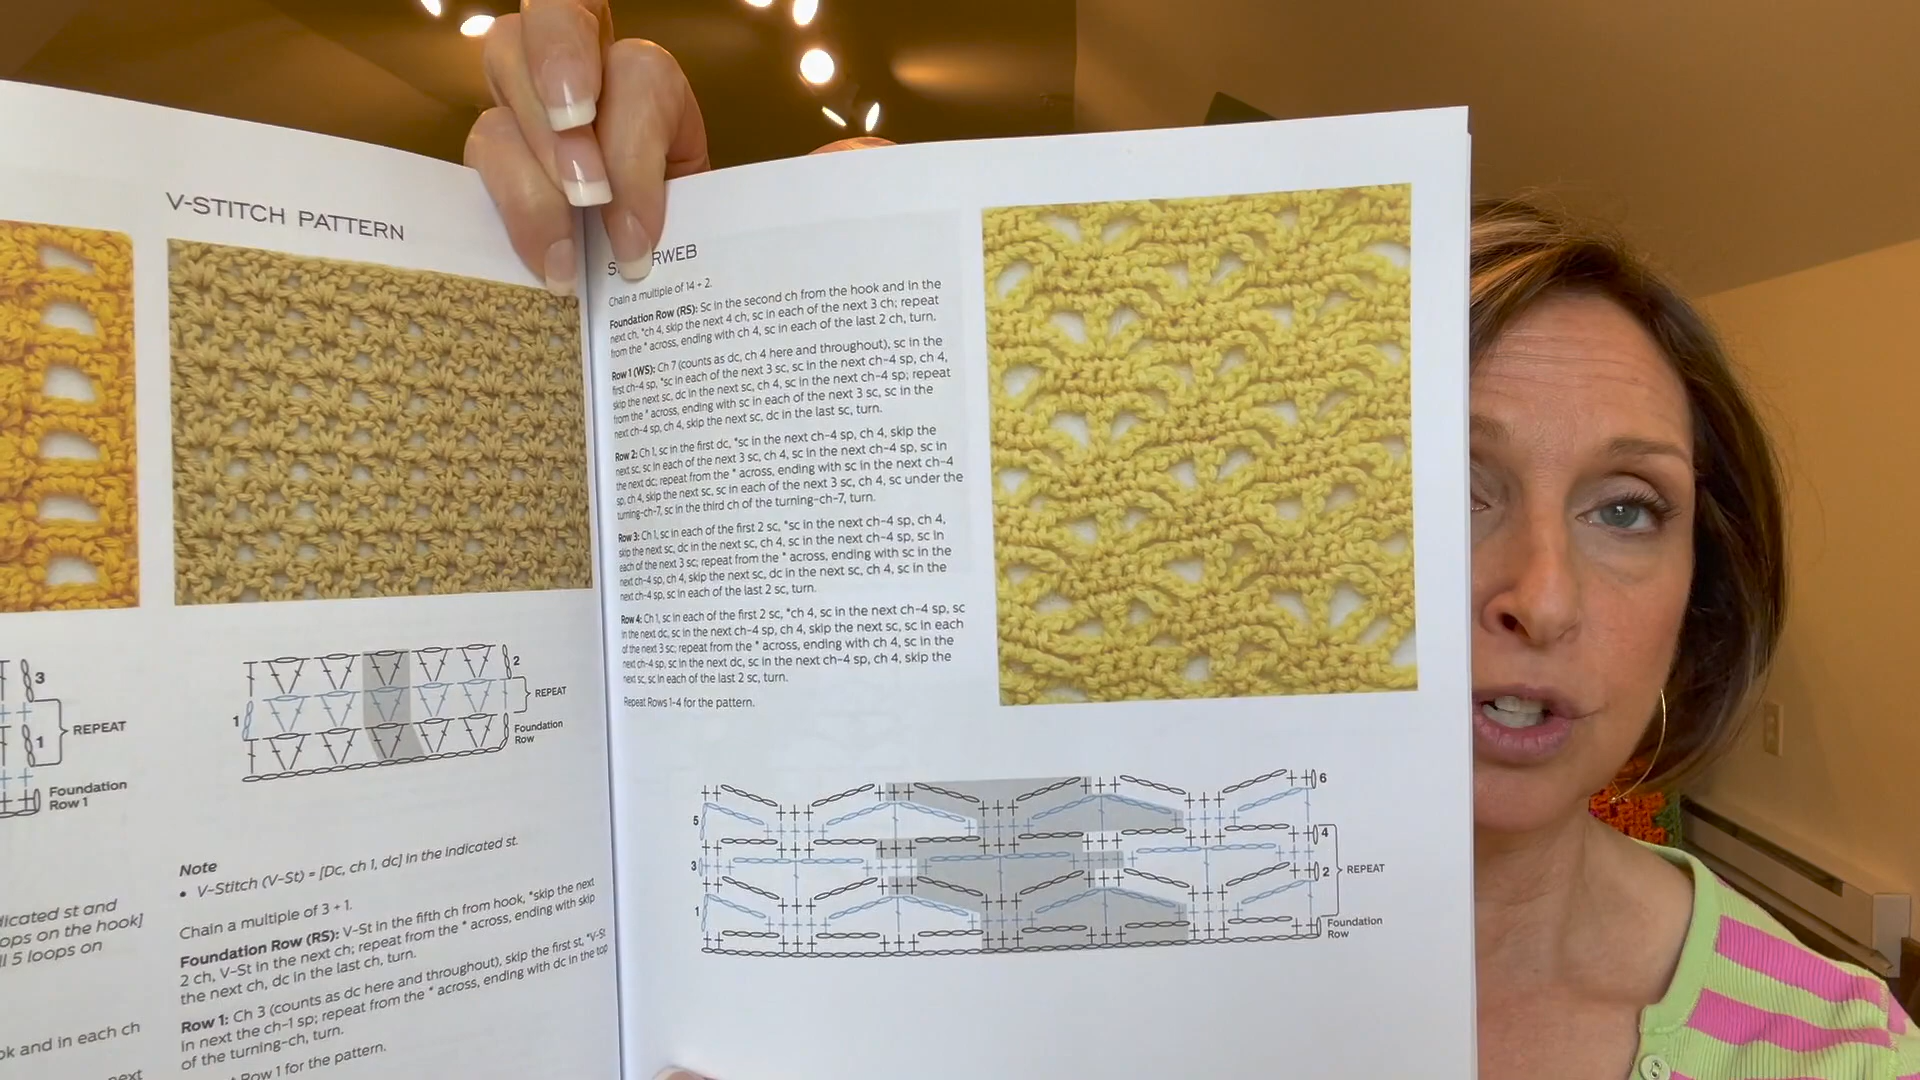 V-STITCH PATTERN
3
1
REPEAT
Foundation
Row 1
2
1
REPEAT
Foundation
Row
dicated st and
ops on the hook]
ll 5 loops on
ok and in each ch
next
Note
• V-Stitch (V-St) = [Dc, ch 1, dc] in the indicated st.
Chain a multiple of 3 + 1.
Foundation Row (RS): V-St in the fifth ch from hook, *skip the next
2 ch, V-St in the next ch; repeat from the * across, ending with skip
the next ch, dc in the last ch, turn.
Row 1: Ch 3 (counts as dc here and throughout), skip the first st, *V-St
in next the ch-1 sp; repeat from the * across, ending with dc in the top
of the turning-ch, turn.
Row 1 for the pattern.
RWEB
Chain a multiple of 14 + 2.
Foundation Row (RS): Sc in the second ch from the hook and in the
next ch, *ch 4, skip the next 4 ch, sc in each of the next 3 ch; repeat
from the * across, ending with ch 4, sc in each of the last 2 ch, turn.
Row 1 (WS): Ch 7 (counts as dc, ch 4 here and throughout), sc in the
first ch-4 sp, *sc in each of the next 3 sc, sc in the next ch-4 sp, ch 4,
skip the next sc, dc in the next sc, ch 4, sc in the next ch-4 sp; repeat
from the * across, ending with sc in each of the next 3 sc, sc in the
next ch-4 sp, ch 4, skip the next sc, dc in the last sc, turn.
Row 2: Ch 1, sc in the first dc, *sc in the next ch-4 sp, ch 4, skip the
next sc, sc in each of the next 3 sc, ch 4, sc in the next ch-4 sp, sc in
the next dc; repeat from the * across, ending with sc in the next ch-4
sp, ch 4, skip the next sc, sc in each of the next 3 sc, ch 4, sc under the
turning-ch-7, sc in the third ch of the turning-ch-7, turn.
Row 3: Ch 1, sc in each of the first 2 sc, *sc in the next ch-4 sp, ch 4,
skip the next sc, dc in the next sc, ch 4, sc in the next ch-4 sp, sc in
each of the next 3 sc; repeat from the * across, ending with sc in the
next ch-4 sp, ch 4, skip the next sc, dc in the next sc, ch 4, sc in the
next ch-4 sp, sc in each of the last 2 sc, turn.
Row 4: Ch 1, sc in each of the first 2 sc, *ch 4, sc in the next ch-4 sp, sc
in the next dc, sc in the next ch-4 sp, ch 4, skip the next sc, sc in each
of the next 3 sc; repeat from the * across, ending with ch 4, sc in the
next ch-4 sp, sc in the next dc, sc in the next ch-4 sp, ch 4, skip the
next sc, sc in each of the last 2 sc, turn.
Repeat Rows 1-4 for the pattern.
6
5
4
3
2
1
REPEAT
Foundation
Row